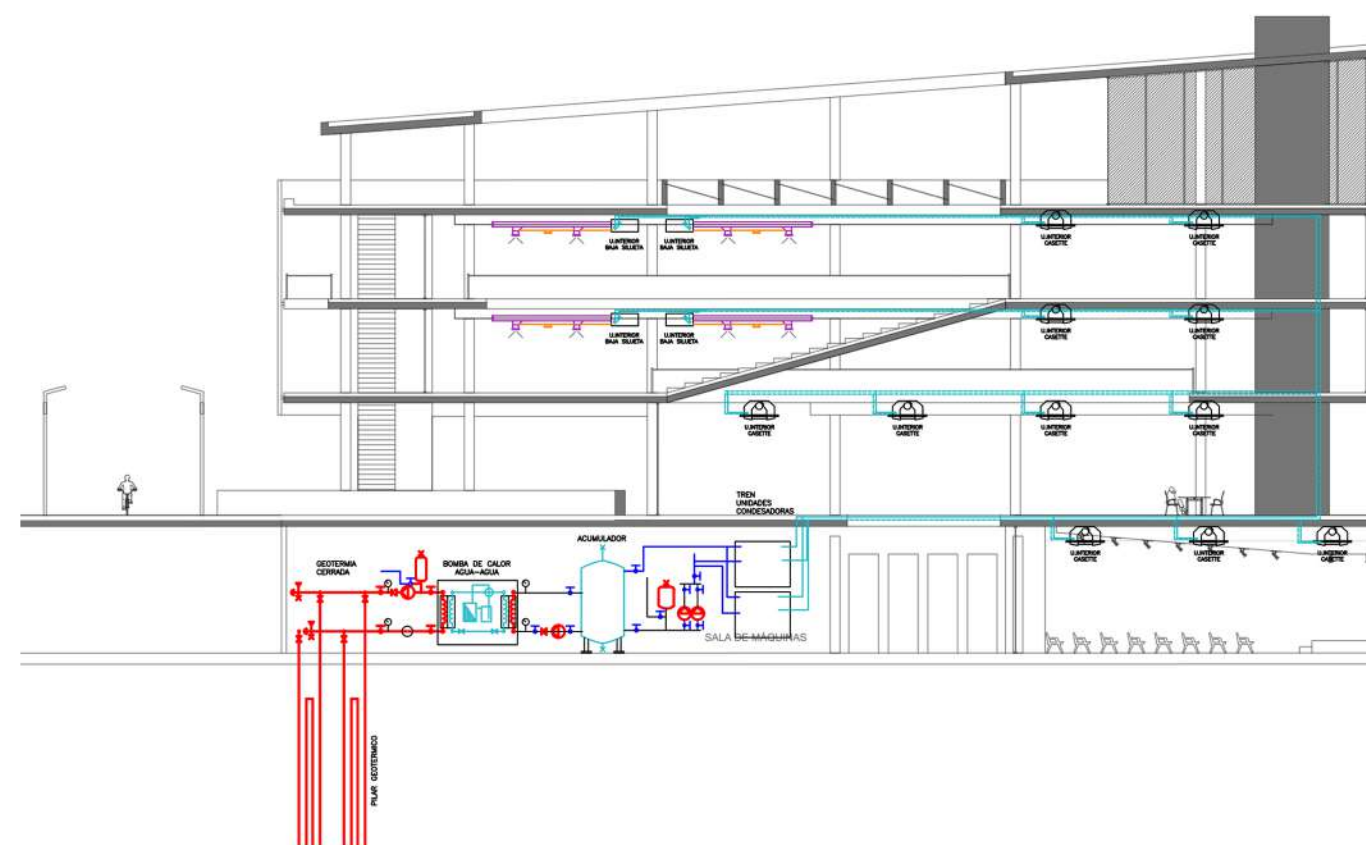 U.INTERIOR
BAJA SILUETA
U.INTERIOR
BAJA SILUETA
U.INTERIOR
CASETTE
U.INTERIOR
CASETTE
U.INTERIOR
BAJA SILUETA
U.INTERIOR
BAJA SILUETA
U.INTERIOR
CASETTE
U.INTERIOR
CASETTE
U.INTERIOR
CASETTE
U.INTERIOR
CASETTE
U.INTERIOR
CASETTE
U.INTERIOR
CASETTE
TREN
UNIDADES
CONDESADORAS
ACUMULADOR
GEOTERMIA
CERRADA
BOMBA DE CALOR
AGUA-AGUA
U.INTERIOR
CASETTE
U.INTERIOR
CASETTE
U.INTERIOR
CASETTE
SALA DE MÁQUINAS
PILAR GEOTERMICO